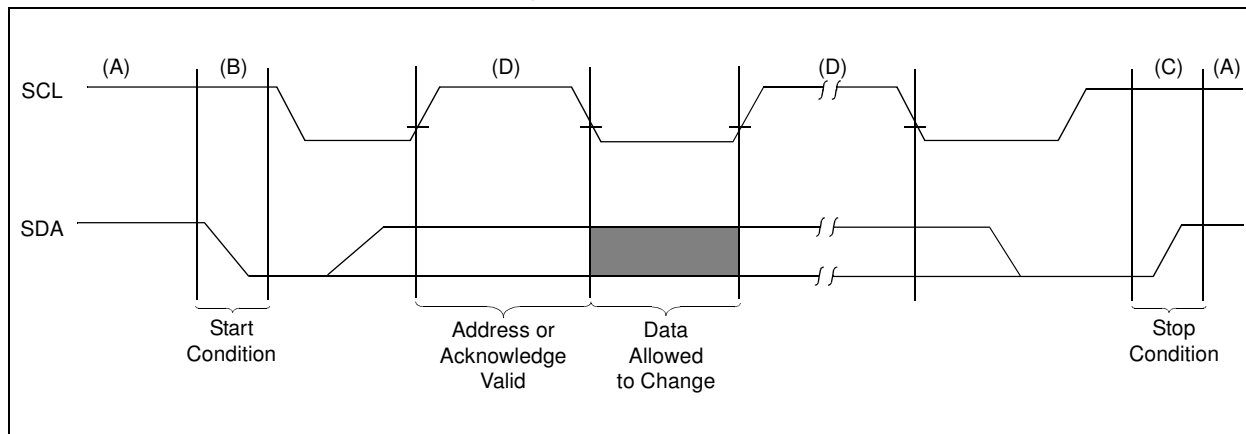 (A) (B) (D) (D) (C) (A)
SCL
SDA
Start
Condition
Address or
Acknowledge
Valid
Data
Allowed
to Change
Stop
Condition